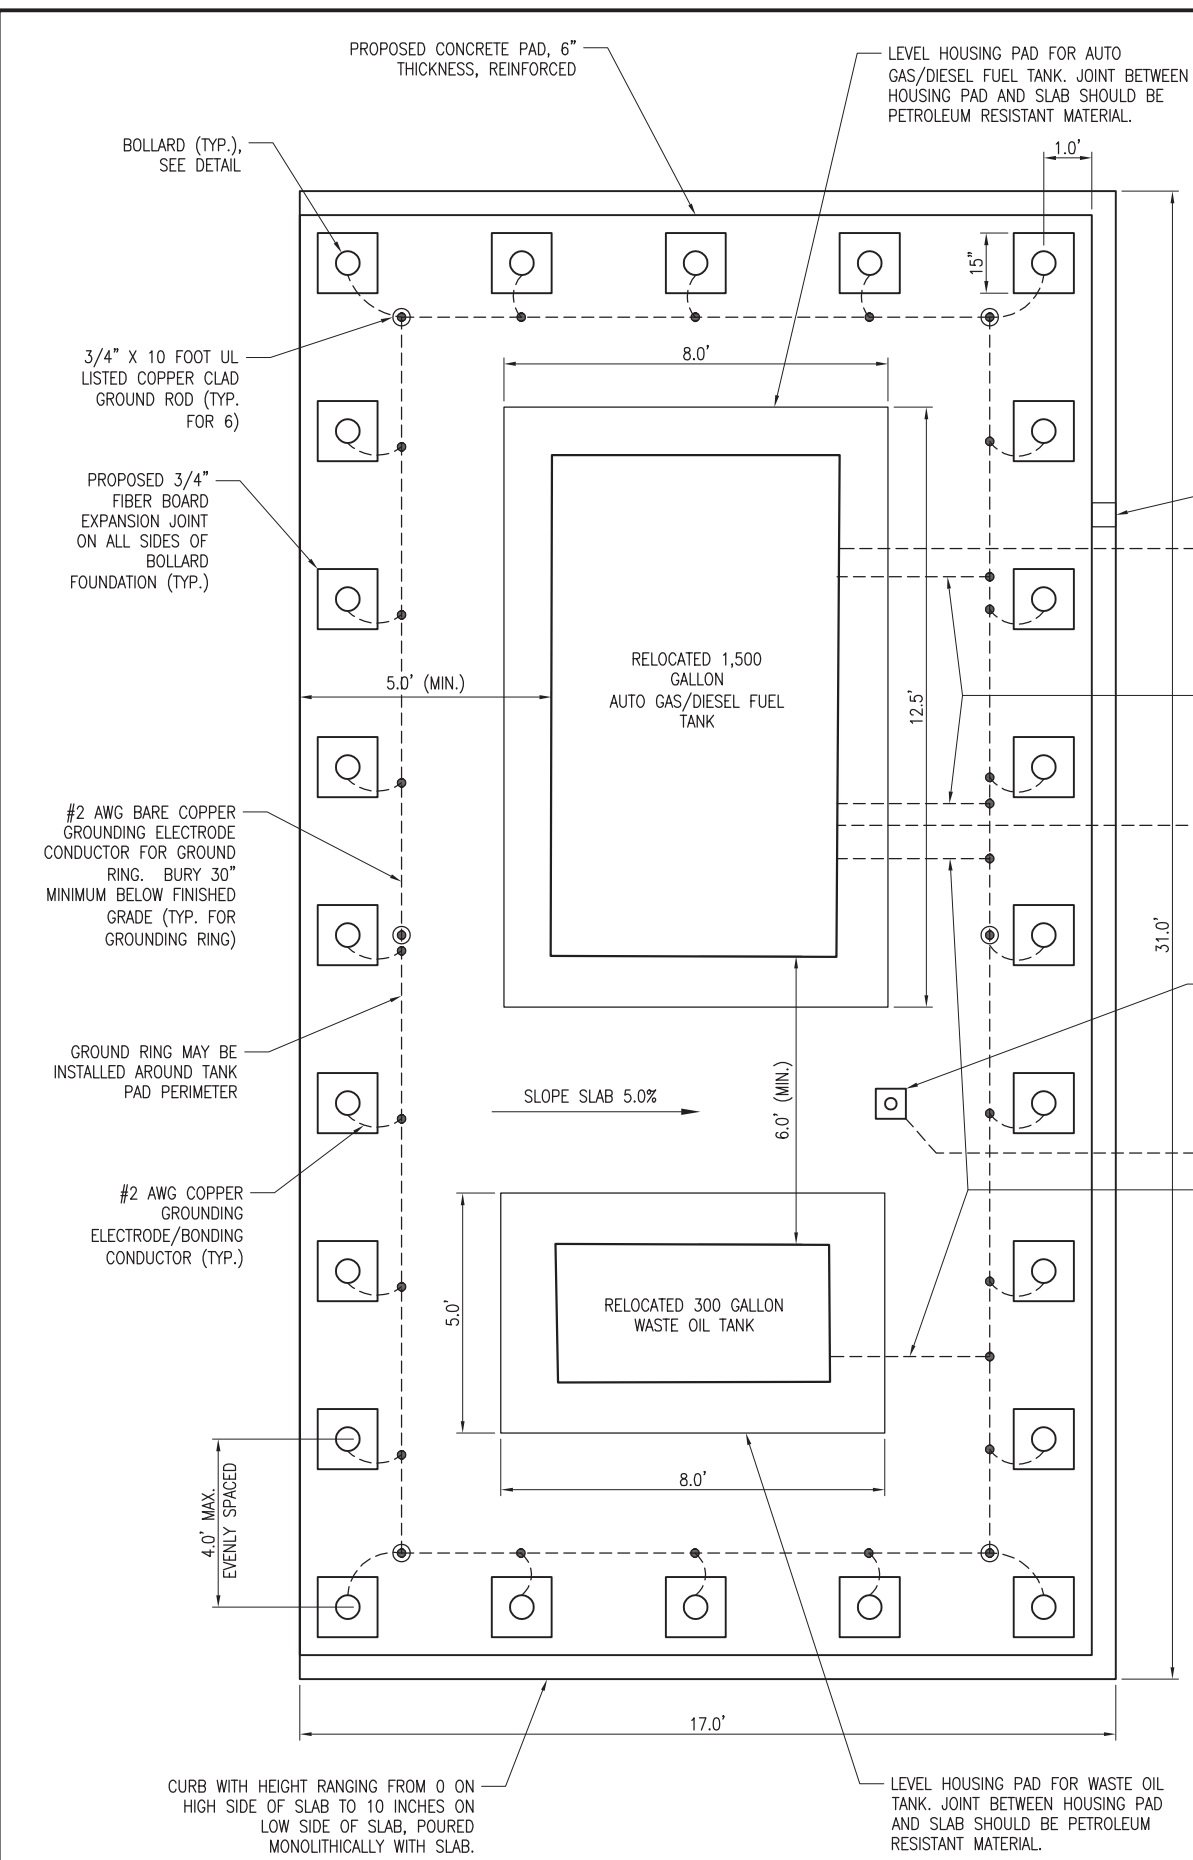 PROPOSED CONCRETE PAD, 6"
THICKNESS, REINFORCED
LEVEL HOUSING PAD FOR AUTO
GAS/DIESEL FUEL TANK. JOINT BETWEEN
HOUSING PAD AND SLAB SHOULD BE
PETROLEUM RESISTANT MATERIAL.
BOLLARD (TYP.),
SEE DETAIL
1.0'
15"
3/4" X 10 FOOT UL
LISTED COPPER CLAD
GROUND ROD (TYP.
FOR 6)
8.0'
PROPOSED 3/4"
FIBER BOARD
EXPANSION JOINT
ON ALL SIDES OF
BOLLARD
FOUNDATION (TYP.)
RELOCATED 1,500
GALLON
AUTO GAS/DIESEL FUEL
TANK
5.0' (MIN.)
12.5'
#2 AWG BARE COPPER
GROUNDING ELECTRODE
CONDUCTOR FOR GROUND
RING. BURY 30"
MINIMUM BELOW FINISHED
GRADE (TYP. FOR
GROUNDING RING)
31.0'
GROUND RING MAY BE
INSTALLED AROUND TANK
PAD PERIMETER
SLOPE SLAB 5.0%
6.0' (MIN.)
#2 AWG COPPER
GROUNDING
ELECTRODE/BONDING
CONDUCTOR (TYP.)
5.0'
RELOCATED 300 GALLON
WASTE OIL TANK
8.0'
4.0' MAX.
EVENLY SPACED
17.0'
CURB WITH HEIGHT RANGING FROM 0 ON
HIGH SIDE OF SLAB TO 10 INCHES ON
LOW SIDE OF SLAB, POURED
MONOLITHICALLY WITH SLAB.
LEVEL HOUSING PAD FOR WASTE OIL
TANK. JOINT BETWEEN HOUSING PAD
AND SLAB SHOULD BE PETROLEUM
RESISTANT MATERIAL.